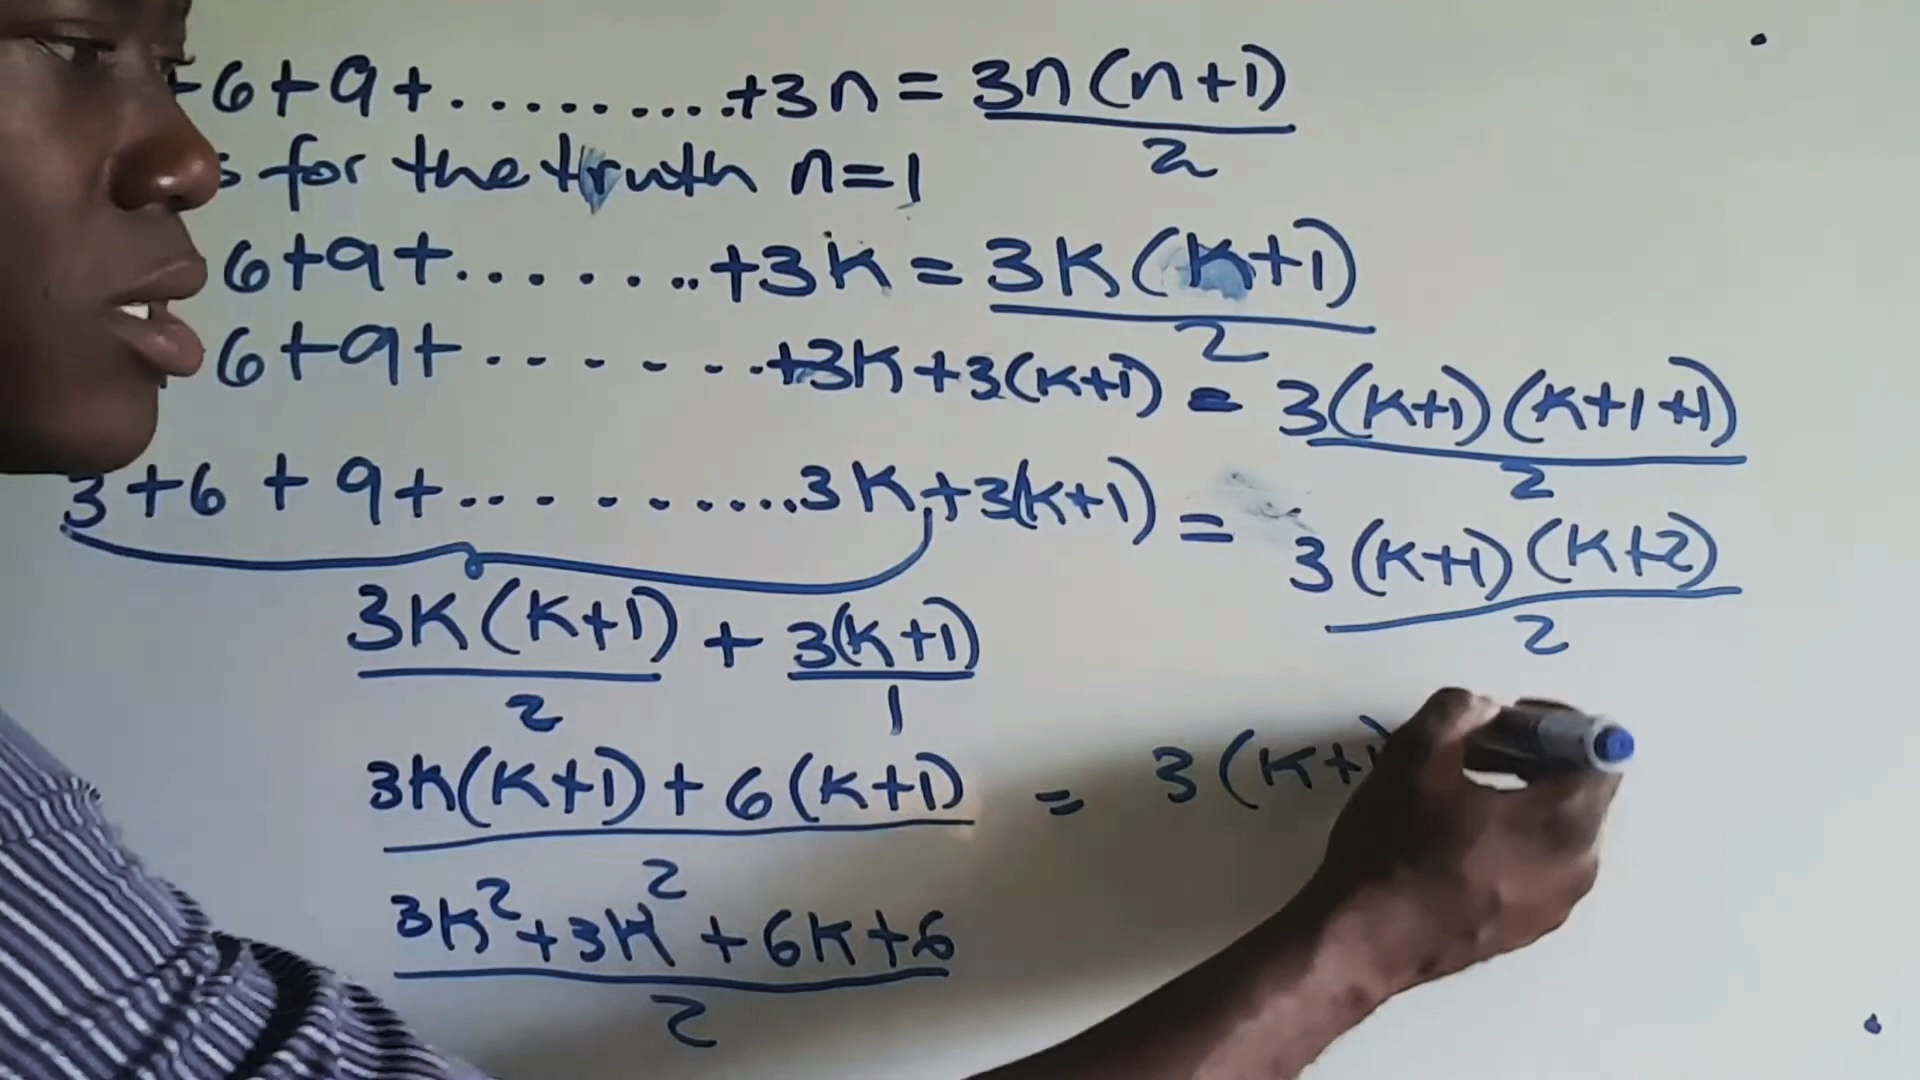 +6+9+.........+3n = 3n(n+1)/2
s for the truth n=1
6+9+.......+3k = 3k(k+1)/2
6+9+.......+3k+3(k+1) = 3(k+1)(k+1+1)/2
3+6+9+..........3k+3(k+1) = 3(k+1)(k+2)/2
3k(k+1)/2 + 3(k+1)/1
3k(k+1)+6(k+1)/2 = 3(k+1)
3k²+3k+6k+6/2